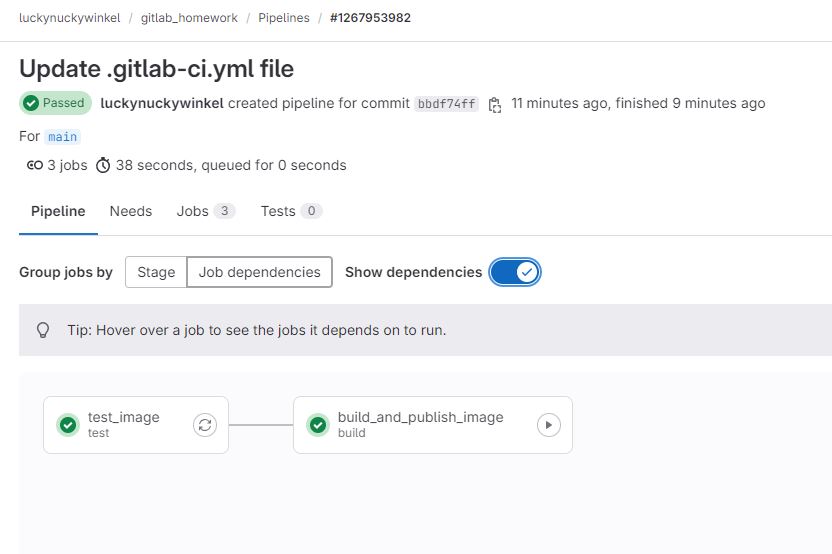 luckynuckywinkel / gitlab_homework / Pipelines / #1267953982
Update .gitlab-ci.yml file
Passed luckynuckywinkel created pipeline for commit bbdf74ff 11 minutes ago, finished 9 minutes ago
For main
3 jobs 38 seconds, queued for 0 seconds
Pipeline Needs Jobs 3 Tests 0
Group jobs by Stage Job dependencies Show dependencies
Tip: Hover over a job to see the jobs it depends on to run.
test_image build_and_publish_image
test build